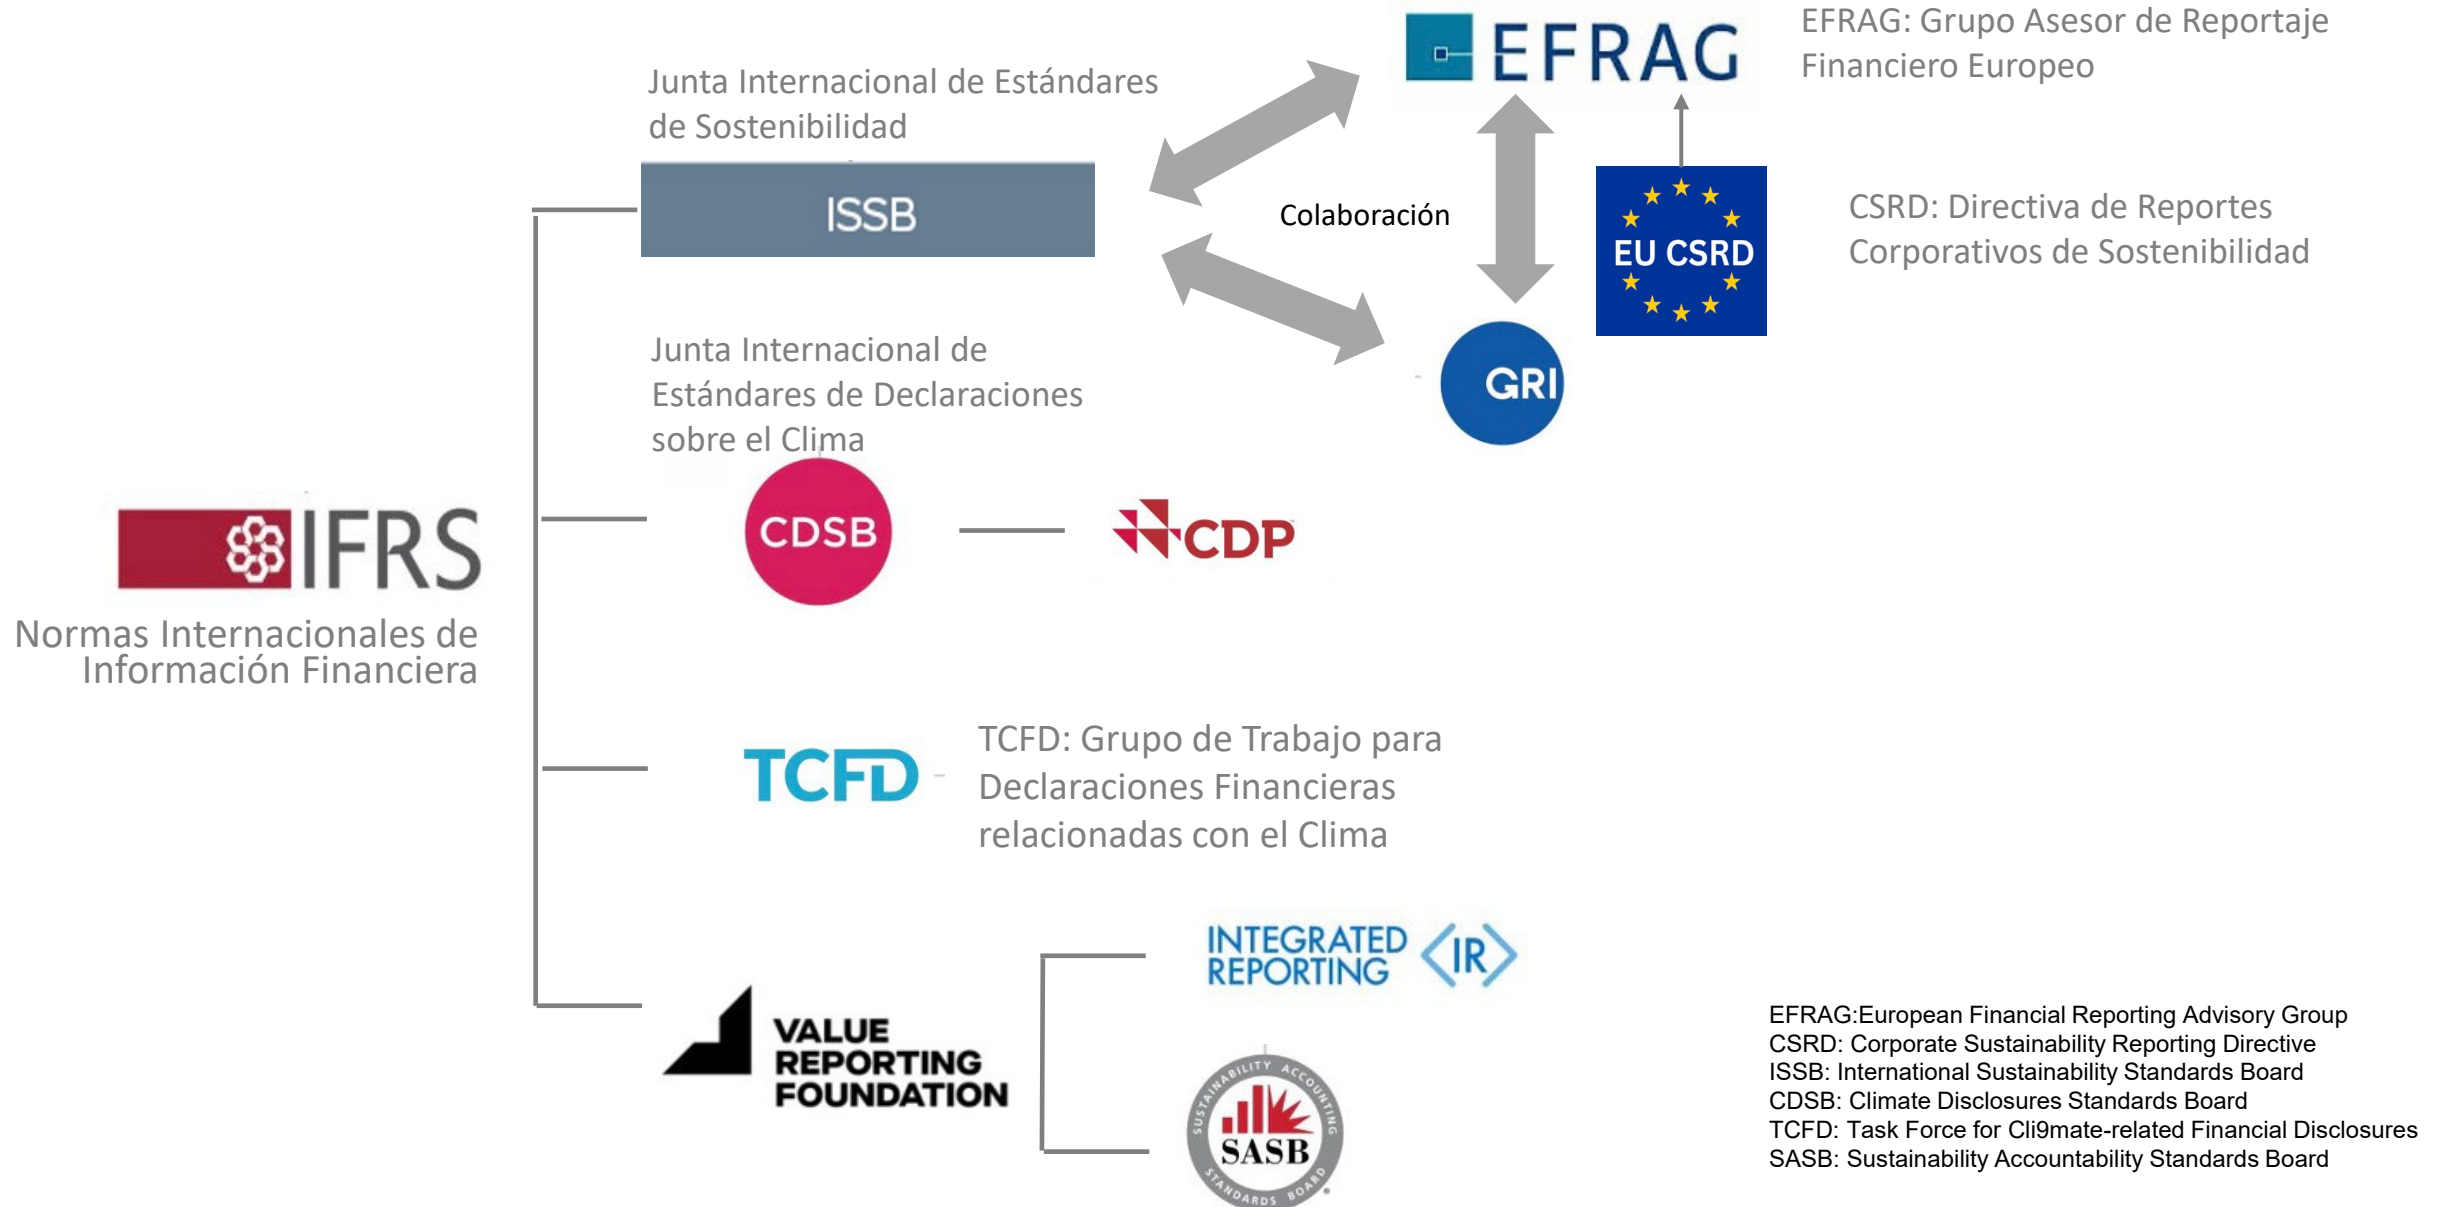 EFRAG
EFRAG: Grupo Asesor de Reportaje
Financiero Europeo
Junta Internacional de Estándares
de Sostenibilidad
ISSB
Colaboración
EU CSRD
CSRD: Directiva de Reportes
Corporativos de Sostenibilidad
GRI
Junta Internacional de
Estándares de Declaraciones
sobre el Clima
CDSB
CDP
IFRS
Normas Internacionales de
Información Financiera
TCFD
TCFD: Grupo de Trabajo para
Declaraciones Financieras
relacionadas con el Clima
INTEGRATED
REPORTING
IR
VALUE
REPORTING
FOUNDATION
SUSTAINABILITY ACCOUNTING
SASB
STANDARDS BOARD
EFRAG:European Financial Reporting Advisory Group
CSRD: Corporate Sustainability Reporting Directive
ISSB: International Sustainability Standards Board
CDSB: Climate Disclosures Standards Board
TCFD: Task Force for Cli9mate-related Financial Disclosures
SASB: Sustainability Accountability Standards Board